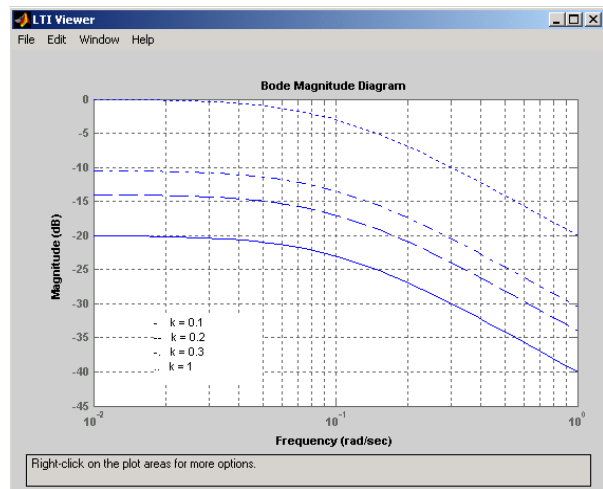 LTI Viewer
File Edit Window Help
Bode Magnitude Diagram
0
-5
-10
-15
-20
-25
-30
-35
-40
-45
Magnitude (dB)
- k = 0.1
-- k = 0.2
-. k = 0.3
.. k = 1
10^-2
10^-1
10^0
Frequency (rad/sec)
Right-click on the plot areas for more options.